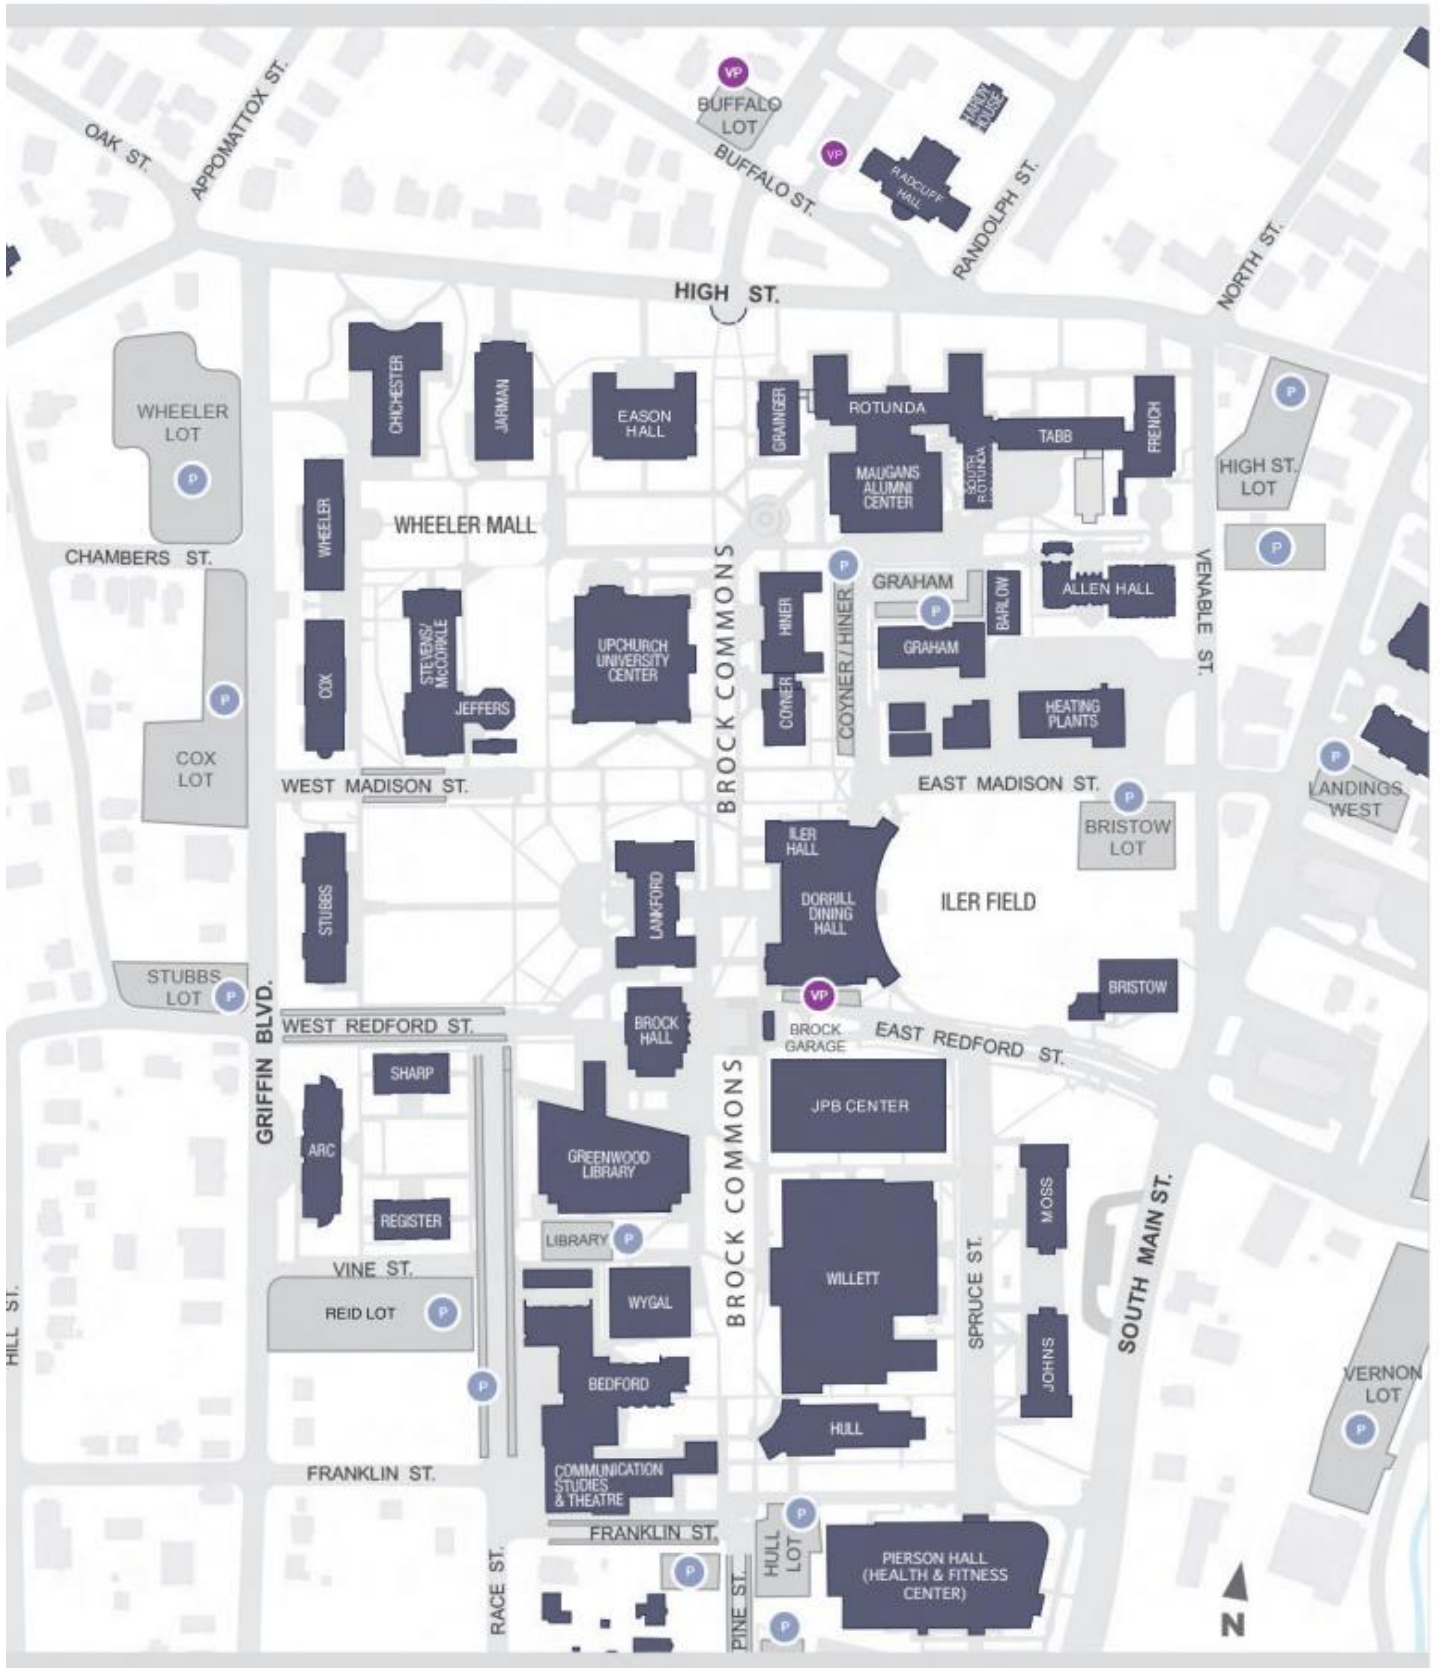 VP
BUFFALO
LOT
HARDY
HOUSE
OAK ST.
APPOMATTOX ST.
BUFFALO ST.
VP
RADCLIFF
HALL
RANDOLPH ST.
NORTH ST.
HIGH ST.
WHEELER
LOT
P
CHICHESTER
JARMAN
EASON
HALL
GRAINGER
ROTUNDA
TABB
FRENCH
P
HIGH ST.
LOT
MAUGANS
ALUMNI
CENTER
SOUTH
ROTUNDA
WHEELER
WHEELER MALL
CHAMBERS ST.
P
P
BROCK COMMONS
HINER
COYNER / HINER
GRAHAM
P
BARLOW
ALLEN HALL
VENABLE ST.
COX
STEVENS/
McCORKLE
JEFFERS
UPCHURCH
UNIVERSITY
CENTER
COYNER
GRAHAM
HEATING
PLANTS
P
COX
LOT
WEST MADISON ST.
EAST MADISON ST.
P
BRISTOW
LOT
P
LANDINGS
WEST
STUBBS
LANKFORD
ILER
HALL
DORRILL
DINING
HALL
ILER FIELD
STUBBS
LOT
P
GRIFFIN BLVD.
WEST REDFORD ST.
BROCK
HALL
VP
BROCK
GARAGE
EAST REDFORD ST.
BRISTOW
SHARP
ARC
REGISTER
GREENWOOD
LIBRARY
BROCK COMMONS
JPB CENTER
MOSS
LIBRARY
P
VINE ST.
REID LOT
P
WYGAL
WILLETT
SPRUCE ST.
SOUTH MAIN ST.
HILL ST.
P
BEDFORD
JOHNS
VERNON
LOT
P
HULL
FRANKLIN ST.
COMMUNICATION
STUDIES
& THEATRE
FRANKLIN ST.
P
HULL
LOT
RACE ST.
P
PINE ST.
P
PIERSON HALL
(HEALTH & FITNESS
CENTER)
N